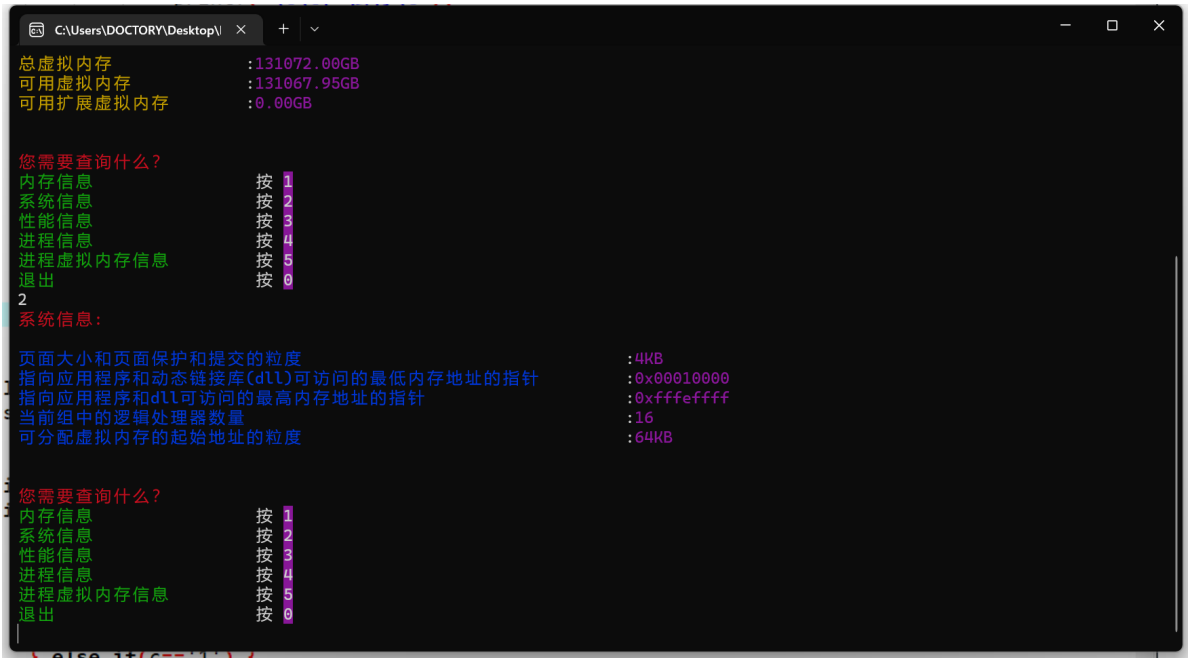 C:\Users\DOCTORY\Desktop\
总虚拟内存 :131072.00GB
可用虚拟内存 :131067.95GB
可用扩展虚拟内存 :0.00GB
您需要查询什么?
内存信息 按 1
系统信息 按 2
性能信息 按 3
进程信息 按 4
进程虚拟内存信息 按 5
退出 按 0
2
系统信息:
页面大小和页面保护和提交的粒度 :4KB
指向应用程序和动态链接库(dll)可访问的最低内存地址的指针 :0x00010000
指向应用程序和dll可访问的最高内存地址的指针 :0xfffeffff
当前组中的逻辑处理器数量 :16
可分配虚拟内存的起始地址的粒度 :64KB
您需要查询什么?
内存信息 按 1
系统信息 按 2
性能信息 按 3
进程信息 按 4
进程虚拟内存信息 按 5
退出 按 0
} else if(c=='1') {